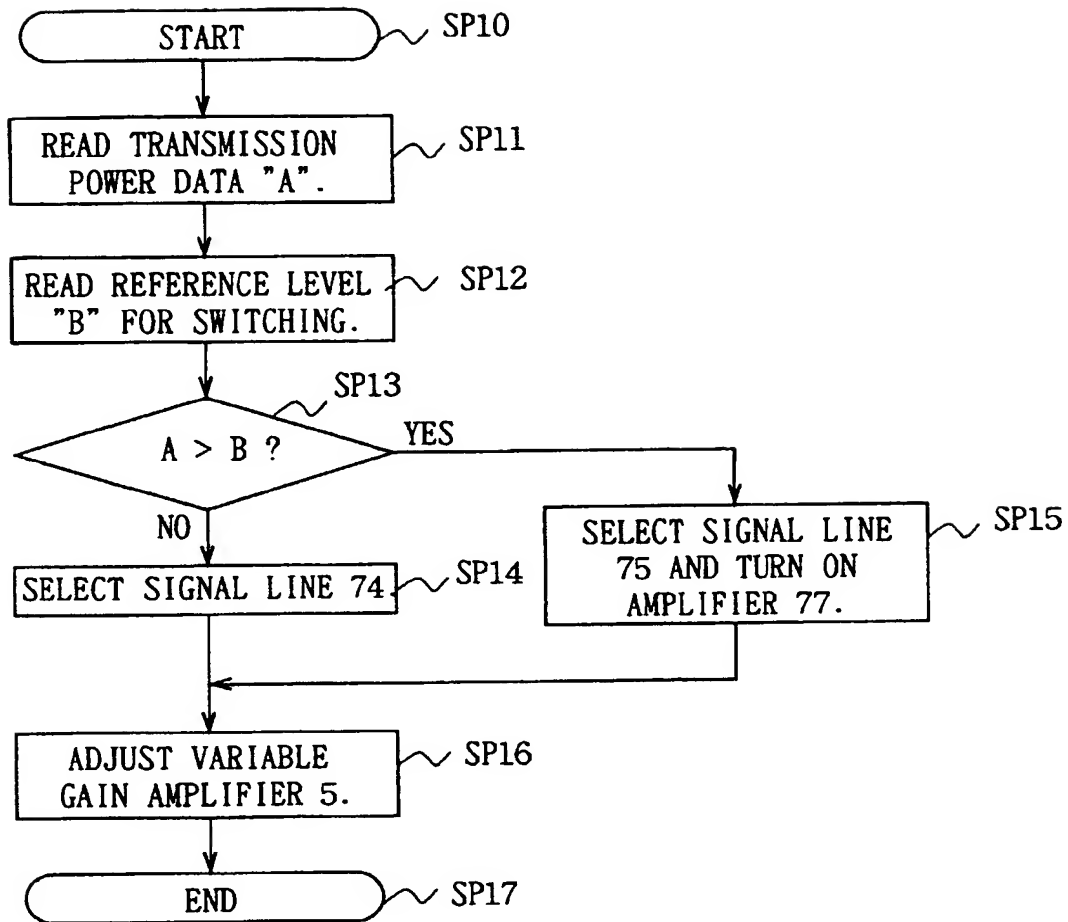 START
SP10
READ TRANSMISSION
POWER DATA "A".
SP11
READ REFERENCE LEVEL
"B" FOR SWITCHING.
SP12
SP13
A > B ?
YES
NO
SELECT SIGNAL LINE 74
SP14
SELECT SIGNAL LINE
75 AND TURN ON
AMPLIFIER 77.
SP15
ADJUST VARIABLE
GAIN AMPLIFIER 5.
SP16
END
SP17